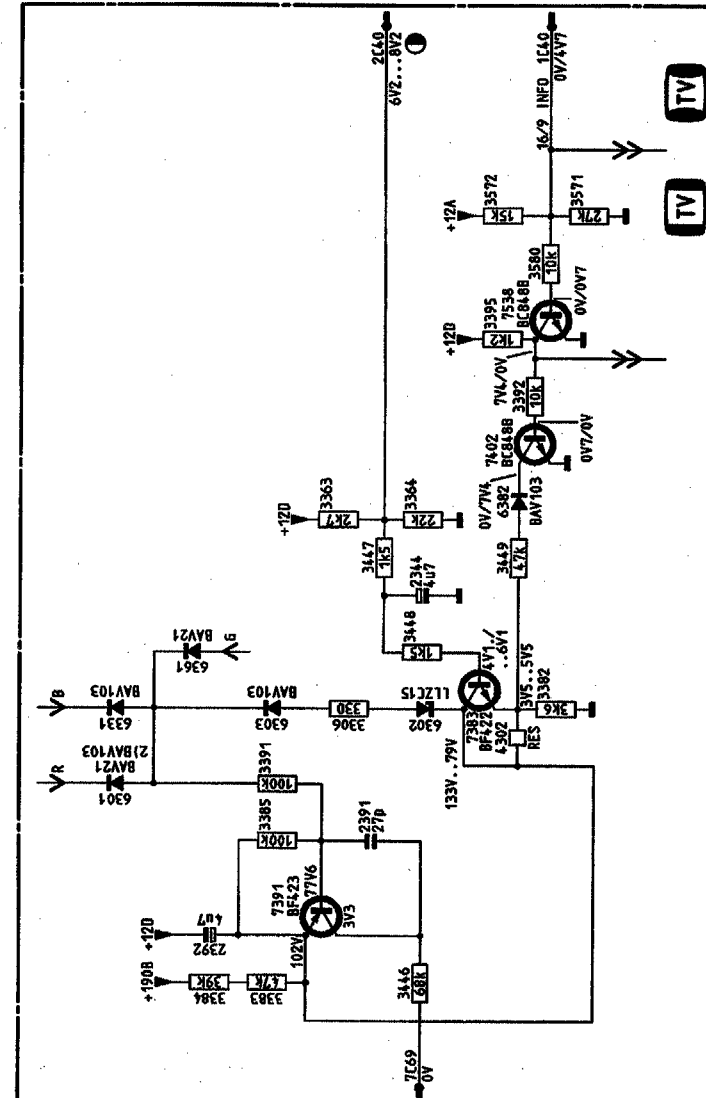 2C40
6V2...8V2
16/9 INFO 1C40
0V/4V7
TV
TV
+12A
3572
15k
3571
27k
3580
10k
7538
BC848B
0V/0V7
+12D
3395
1k2
7V4/0V
3392
10k
7402
BC848B
0V7/0V
0V/7V4
6382
BAV103
+12D
3363
2k7
3364
22k
3447
1k5
2344
4u7
3449
47k
3448
1k5
4V1./
..6V1
7383
BF422
4302
RES
3V5..5V5
3382
3k6
133V..79V
G
BAV21
6361
B
BAV103
6331
BAV103
6303
330
3306
LLZC15
6302
R
2)BAV103
BAV21
6301
3391
100k
3385
100k
2391
27p
7391
BF423
77V6
3V3
102V
+12D
4u7
2392
+190B
39k
3384
47k
3383
3446
68k
7C69
0V